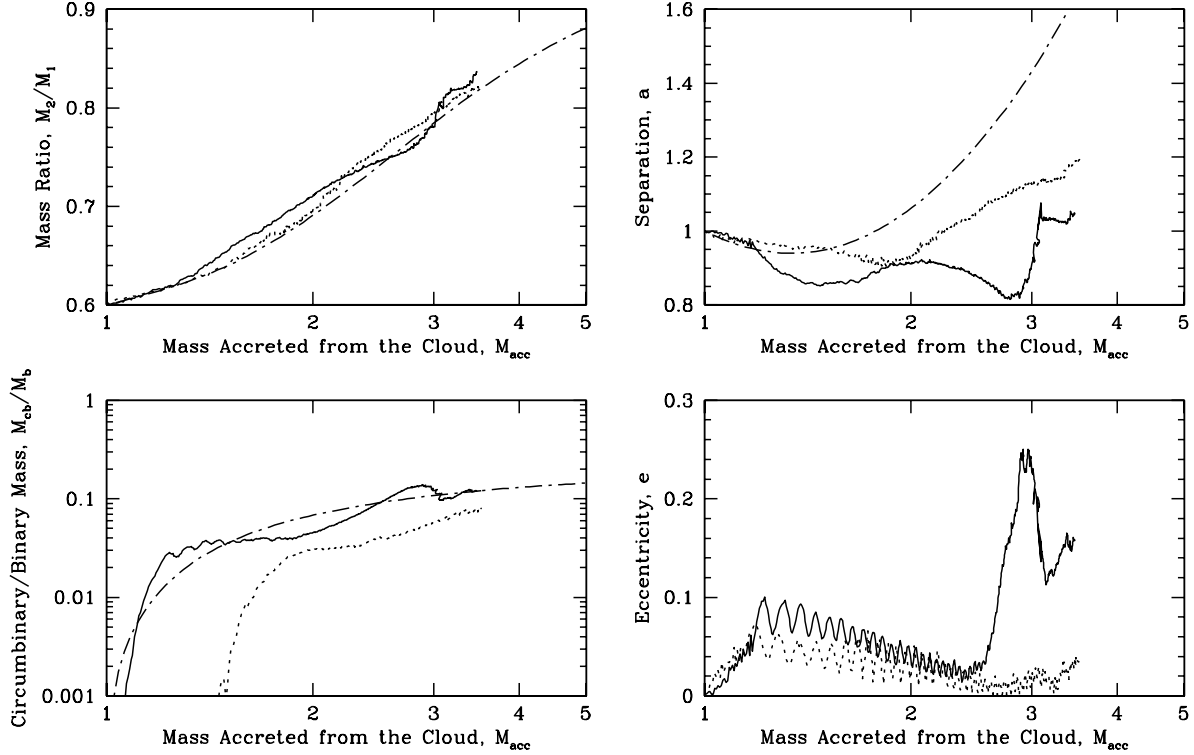 0.9
0.8
0.7
0.6
1 2 3 4 5
Mass Ratio, M2/M1
Mass Accreted from the Cloud, Macc
1.6
1.4
1.2
1
0.8
1 2 3 4 5
Separation, a
Mass Accreted from the Cloud, Macc
1
0.1
0.01
0.001
1 2 3 4 5
Circumbinary/Binary Mass, Mcb/Mb
Mass Accreted from the Cloud, Macc
0.3
0.2
0.1
0
1 2 3 4 5
Eccentricity, e
Mass Accreted from the Cloud, Macc